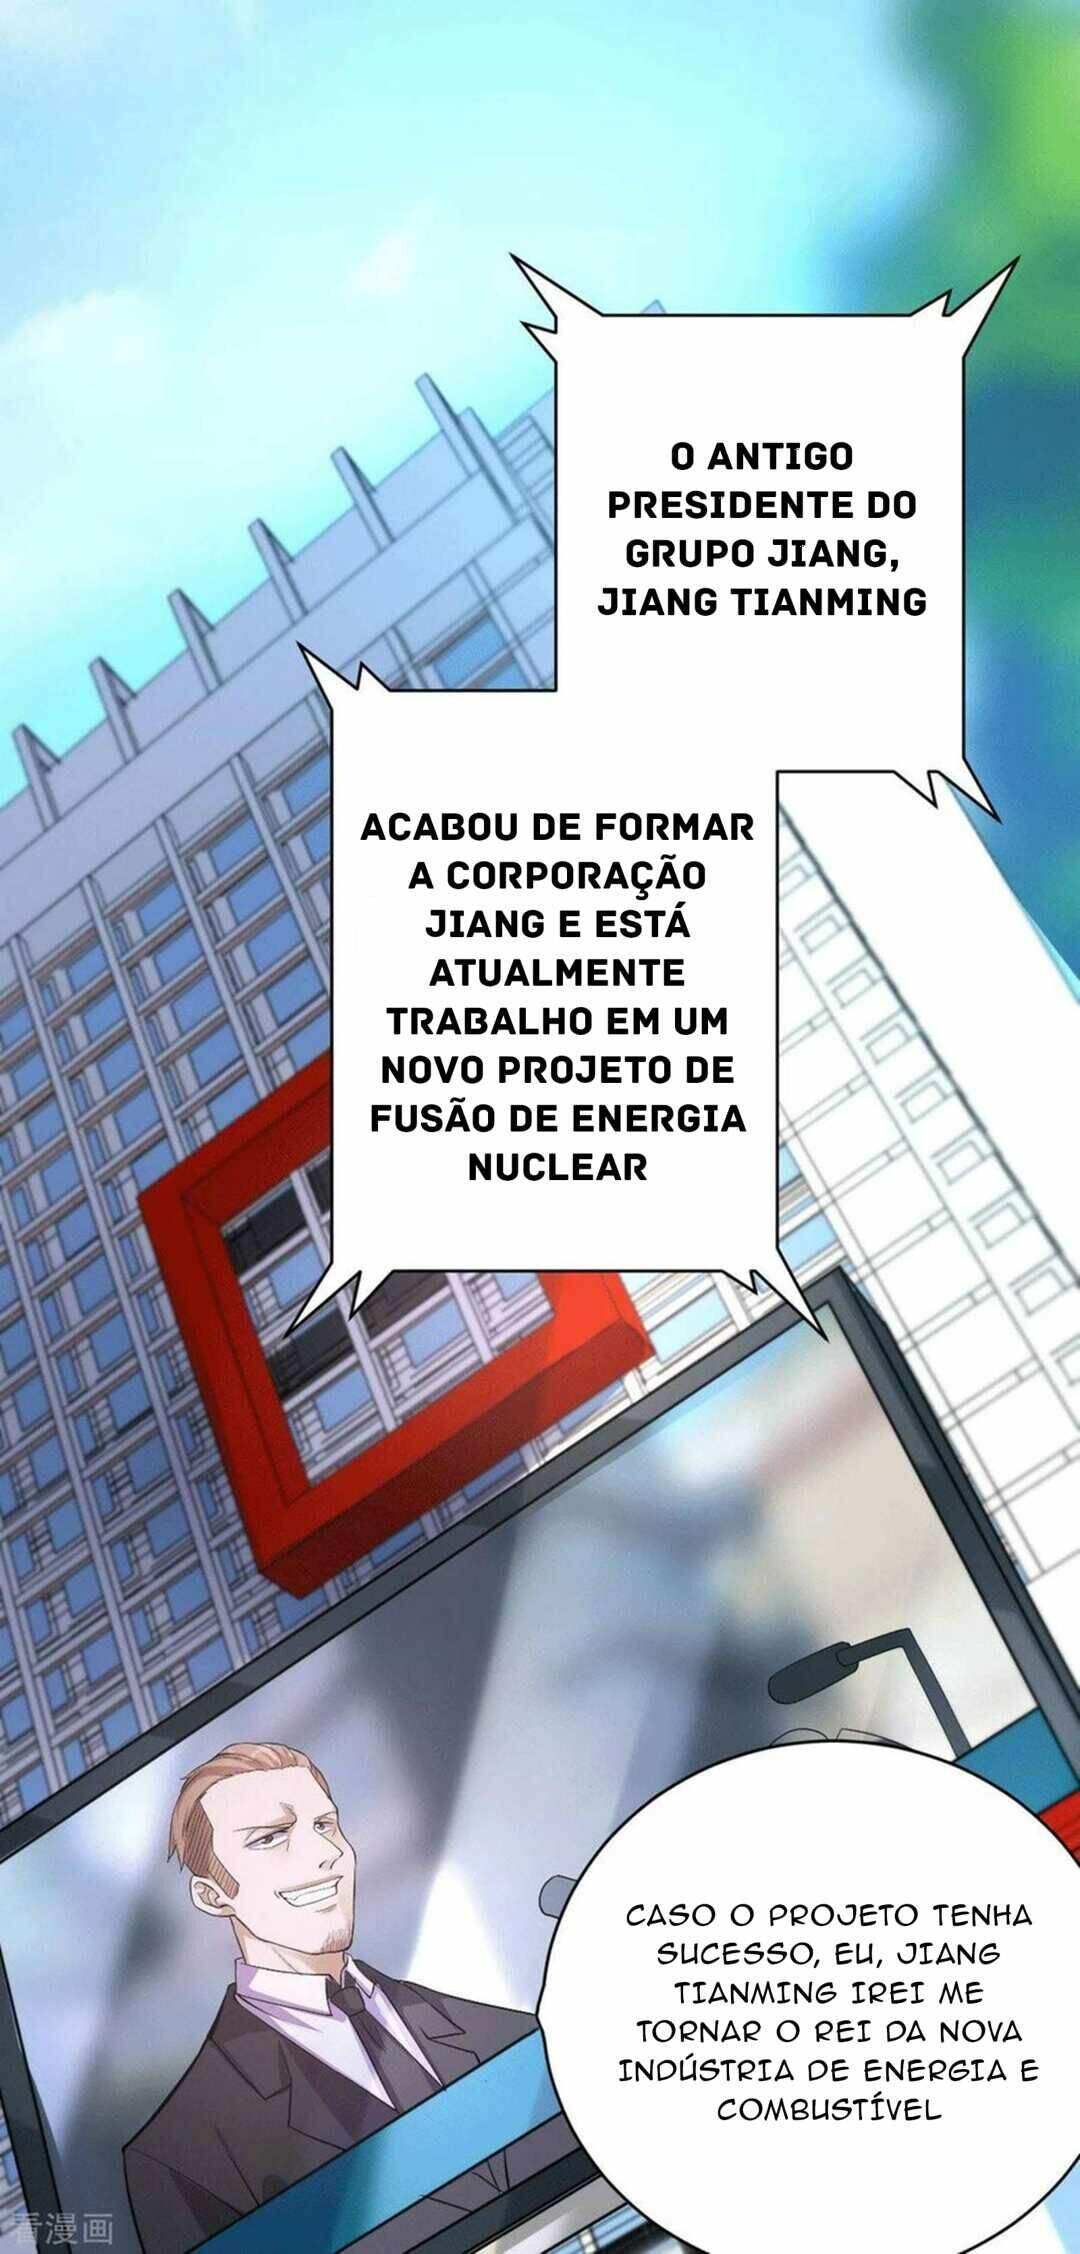 O ANTIGO
PRESIDENTE DO
GRUPO JIANG,
JIANG TIANMING
ACABOU DE FORMAR
A CORPORAÇÃO
JIANG E ESTÁ
ATUALMENTE
TRABALHO EM UM
NOVO PROJETO DE
FUSÃO DE ENERGIA
NUCLEAR
CASO O PROJETO TENHA
SUCESSO, EU, JIANG
TIANMING IREI ME
TORNAR O REI DA NOVA
INDÚSTRIA DE ENERGIA E
COMBUSTÍVEL
看漫画